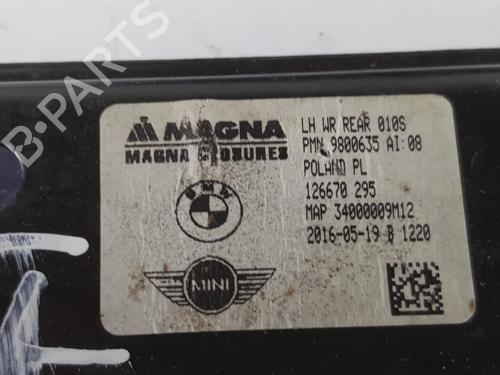 B-PARTS
MAGNA
MAGNA CLOSURES
BMW
MINI
LH WR REAR 010S
PMN 9800635 AI:08
POLAND PL
126670 295
MAP 34000009M12
2016-05-19 B 1220